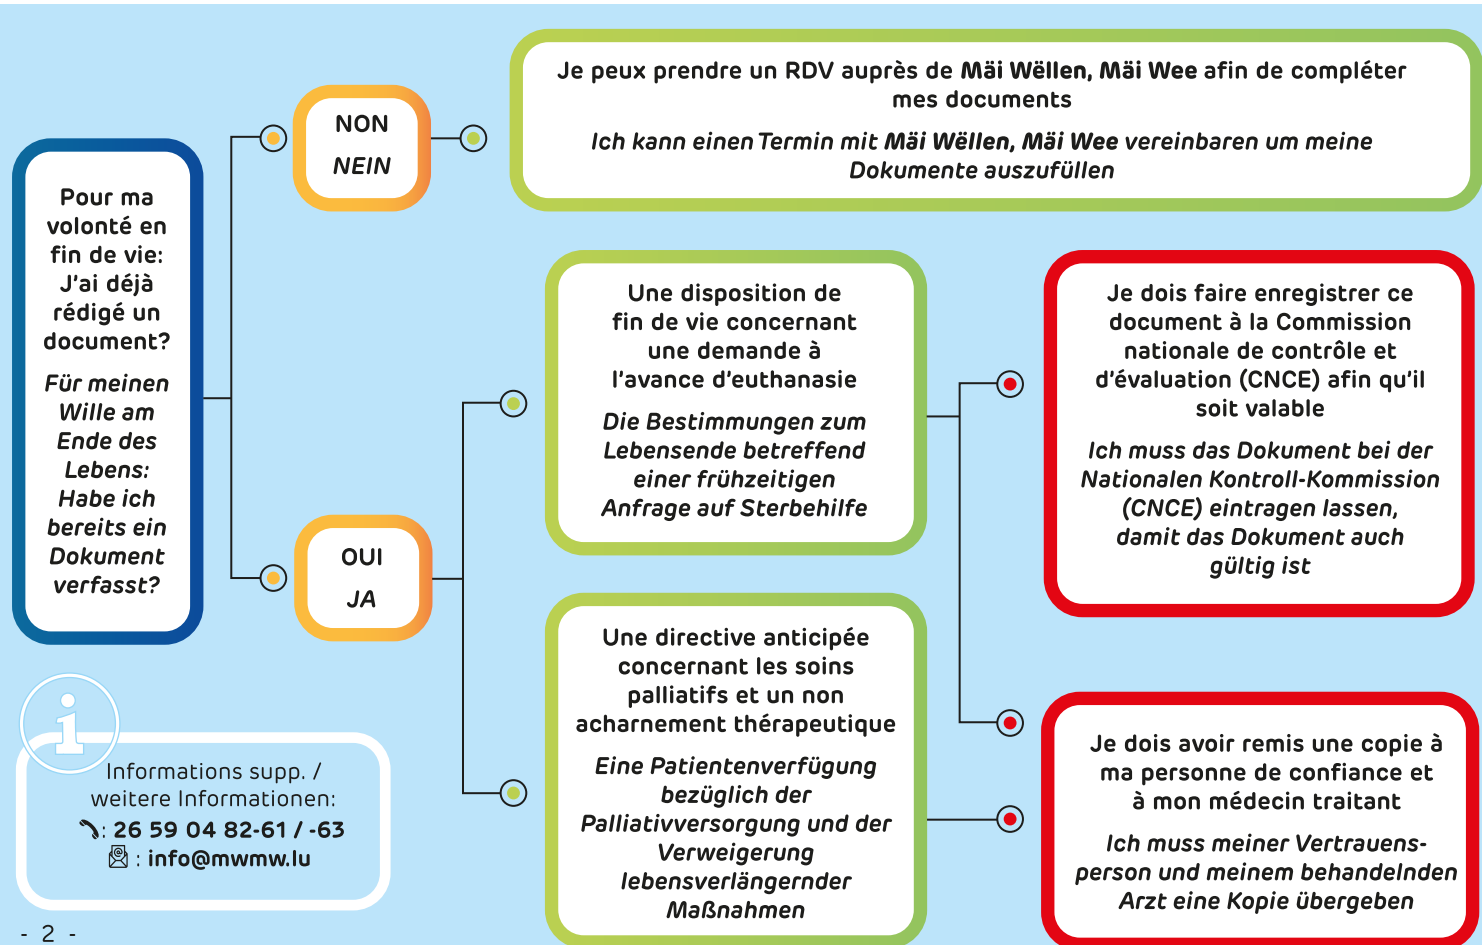 Pour ma
volonté en
fin de vie:
J'ai déjà
rédigé un
document?
Für meinen
Wille am
Ende des
Lebens:
Habe ich
bereits ein
Dokument
verfasst?
NON
NEIN
Je peux prendre un RDV auprès de Mäi Wëllen, Mäi Wee afin de compléter
mes documents
Ich kann einen Termin mit Mäi Wëllen, Mäi Wee vereinbaren um meine
Dokumente auszufüllen
OUI
JA
Une disposition de
fin de vie concernant
une demande à
l'avance d'euthanasie
Die Bestimmungen zum
Lebensende betreffend
einer frühzeitigen
Anfrage auf Sterbehilfe
Je dois faire enregistrer ce
document à la Commission
nationale de contrôle et
d'évaluation (CNCE) afin qu'il
soit valable
Ich muss das Dokument bei der
Nationalen Kontroll-Kommission
(CNCE) eintragen lassen,
damit das Dokument auch
gültig ist
Une directive anticipée
concernant les soins
palliatifs et un non
acharnement thérapeutique
Eine Patientenverfügung
bezüglich der
Palliativversorgung und der
Verweigerung
lebensverlängernder
Maßnahmen
Je dois avoir remis une copie à
ma personne de confiance et
à mon médecin traitant
Ich muss meiner Vertrauens-
person und meinem behandelnden
Arzt eine Kopie übergeben
i
Informations supp. /
weitere Informationen:
: 26 59 04 82-61 / -63
: info@mwmw.lu
- 2 -